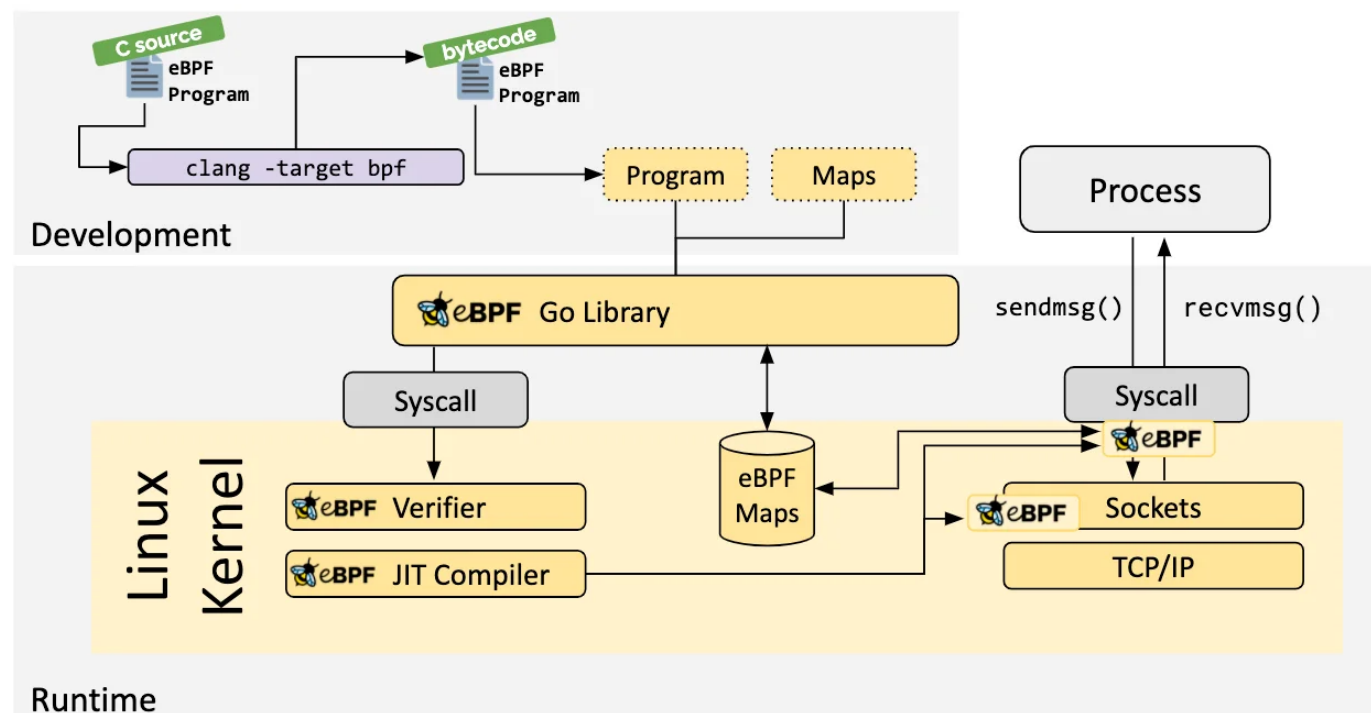 C source
eBPF
Program
bytecode
eBPF
Program
clang -target bpf
Program
Maps
Development
Process
eBPF Go Library
sendmsg()
recvmsg()
Syscall
Syscall
eBPF
Linux
Kernel
eBPF Verifier
eBPF
Maps
eBPF
Sockets
eBPF JIT Compiler
TCP/IP
Runtime